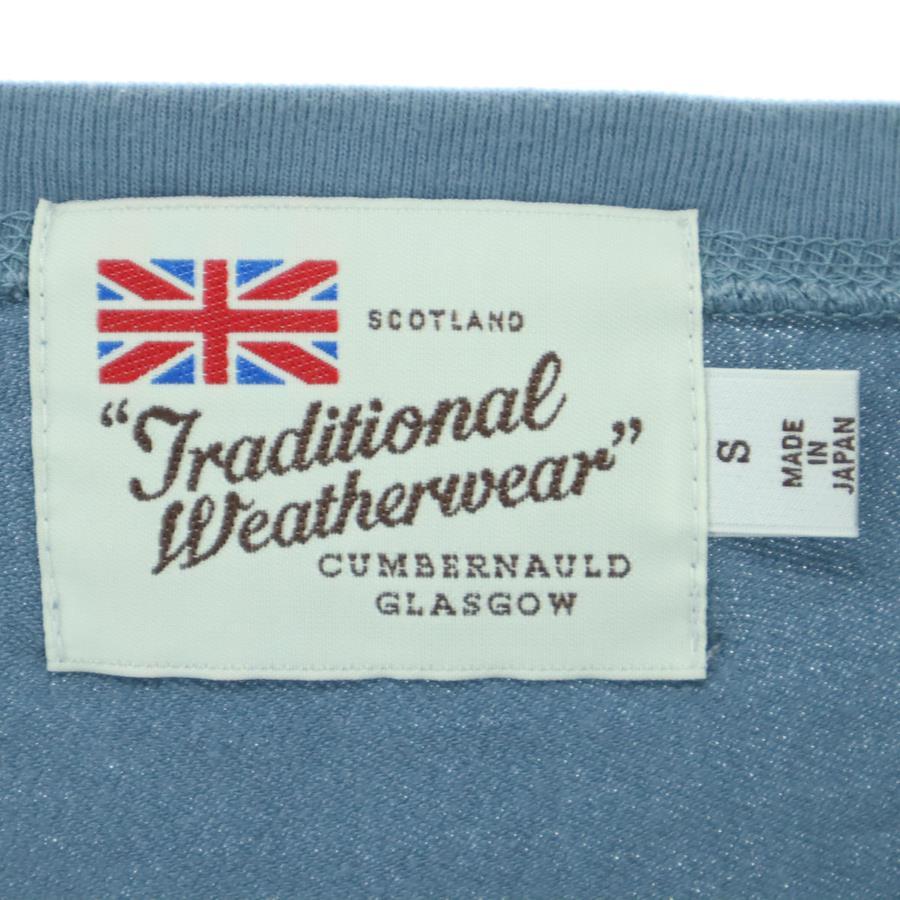 SCOTLAND
“Traditional
Weatherwear”
CUMBERNAULD
GLASGOW
S
MADE
IN
JAPAN